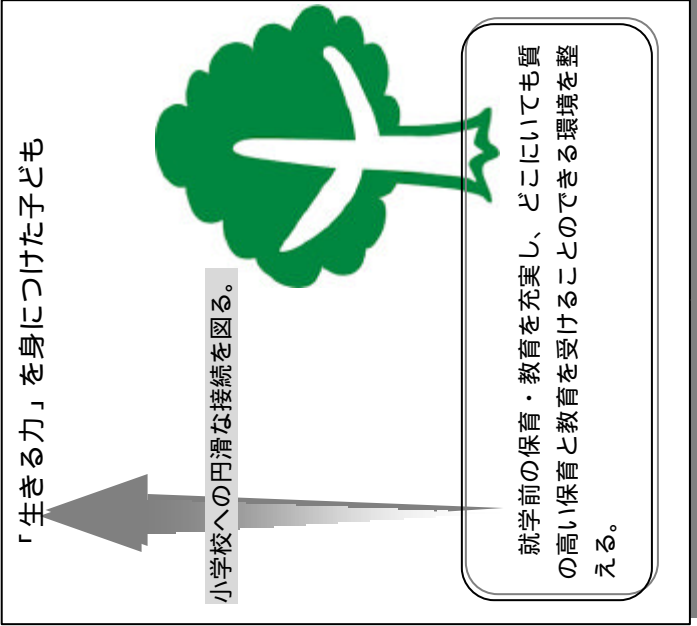 「生きる力」を身につけた子ども
小学校への円滑な接続を図る。
就学前の保育・教育を充実し、どこにいても質
の高い保育と教育を受けることのできる環境を整
える。